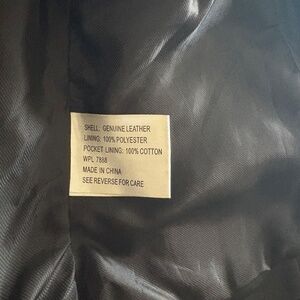 SHELL: GENUINE LEATHER
LINING: 100% POLYESTER
POCKET LINING: 100% COTTON
WPL 7888
MADE IN CHINA
SEE REVERSE FOR CARE